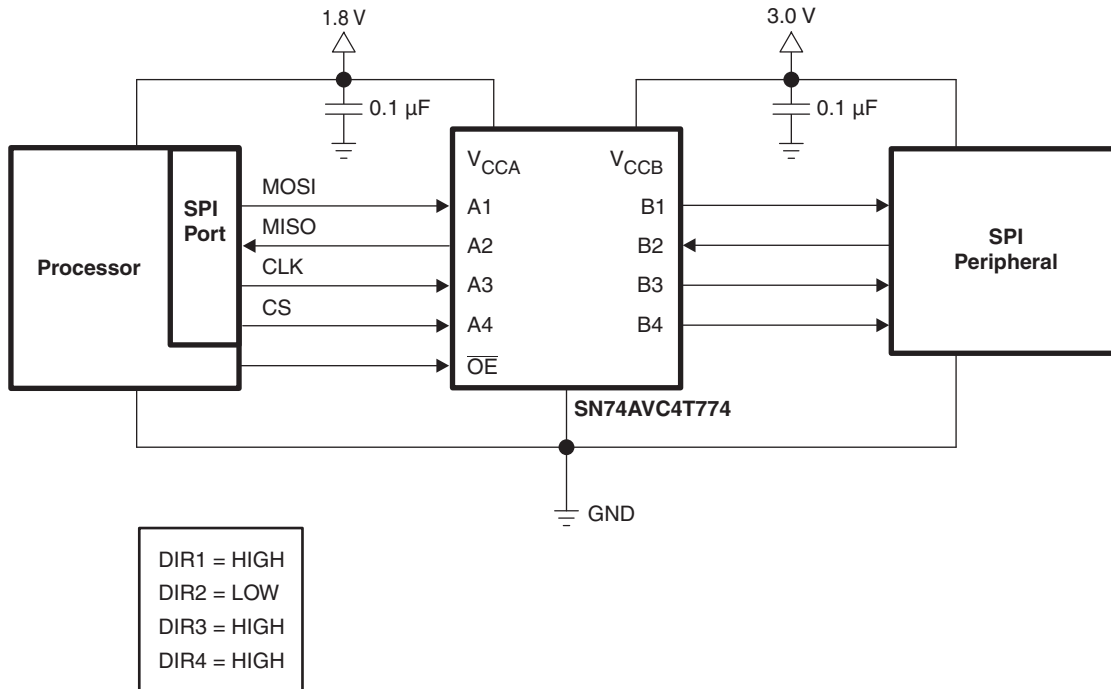 1.8 V
3.0 V
0.1 µF
0.1 µF
Processor
SPI
Port
MOSI
MISO
CLK
CS
VCCA
VCCB
A1
B1
A2
B2
A3
B3
A4
B4
OE
SPI
Peripheral
SN74AVC4T774
GND
DIR1 = HIGH
DIR2 = LOW
DIR3 = HIGH
DIR4 = HIGH